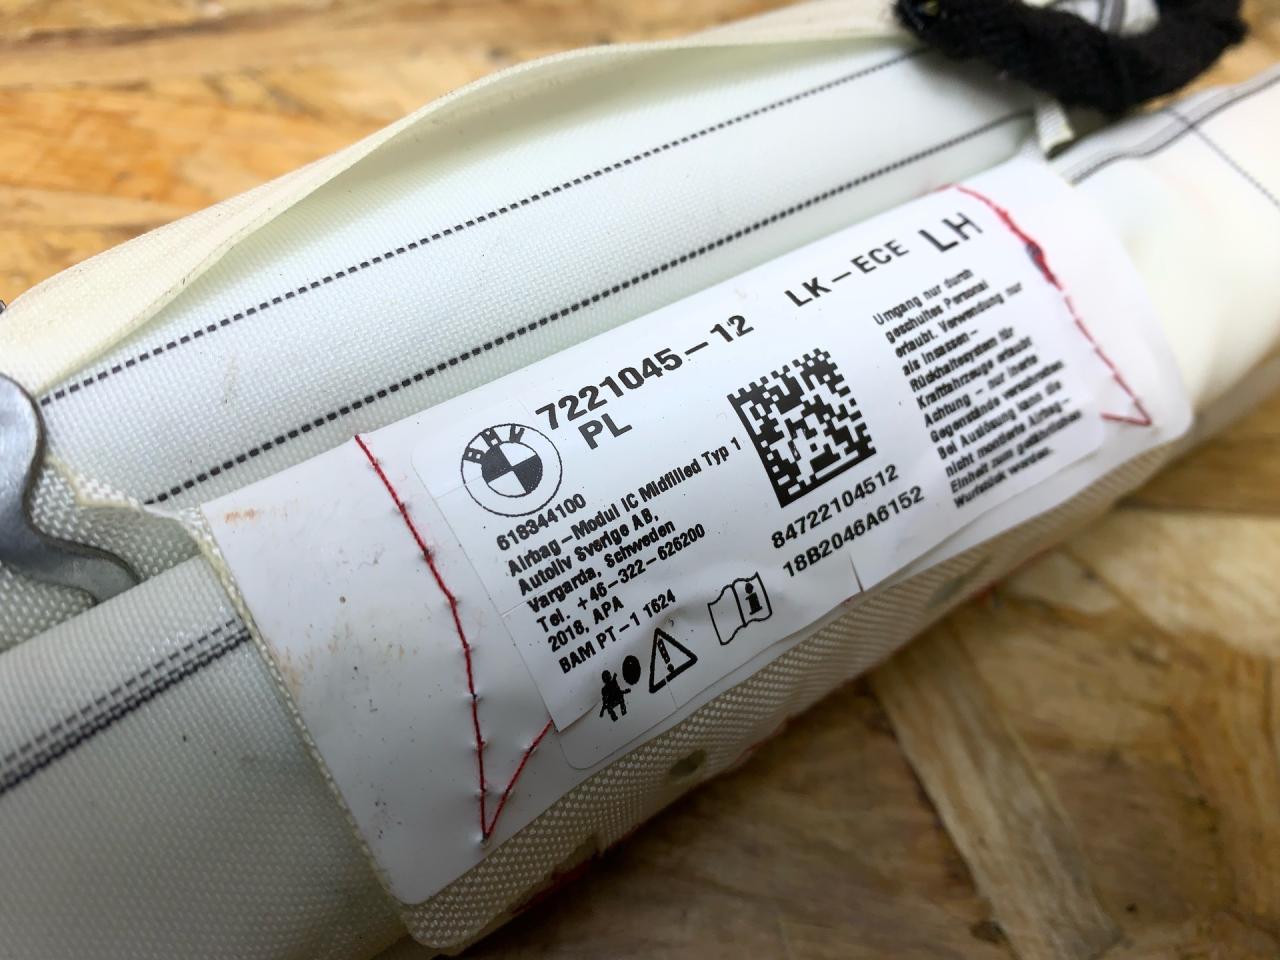 BMW
7221045-12
PL
LK-ECE LH
618344100
Airbag-Modul IC Midfilled Typ 1
Autoliv Sverige AB,
Vargarda, Schweden
Tel. +46-322-626200
2018, APA
BAM PT-1 1624
84722104512
18B2046A6152
Umgang nur durch
geschultes Personal
erlaubt. Verwendung nur
als Insassen-
Rückhaltesystem für
Kraftfahrzeuge erlaubt
Achtung - nur inerte
Gegenstände verschrotten.
Bei Auslösung kann die
nicht montierte Airbag-
Einheit zum gefährlichen
Wurfstück werden.